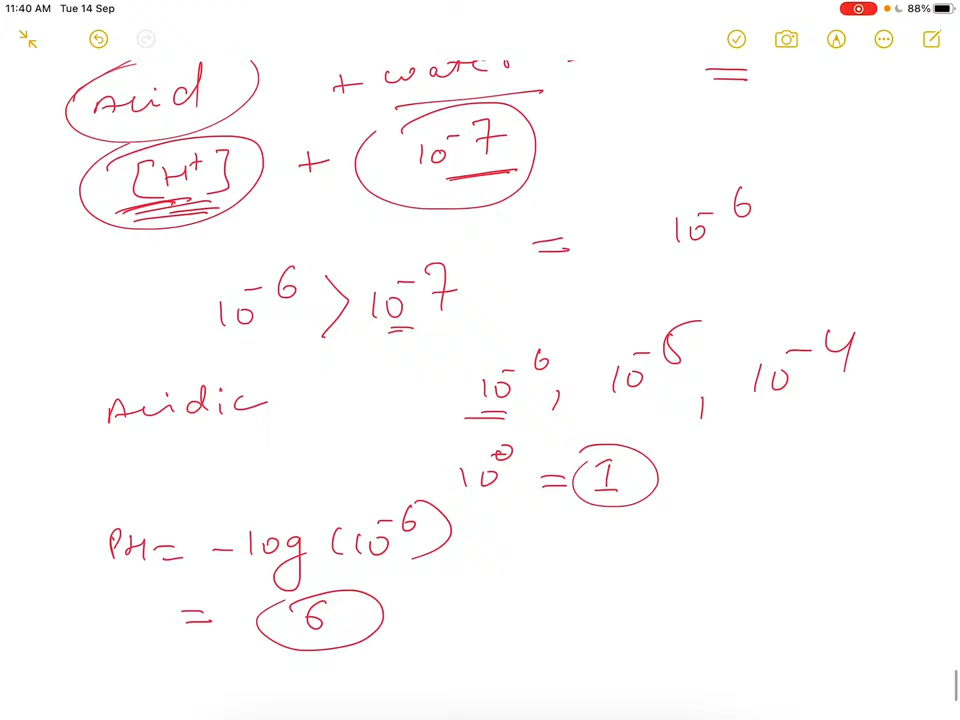 11:40 AM Tue 14 Sep 88%
Acid + water =
[H+] + 10-7
= 10-6
10-6 > 10-7
Acidic 10-6, 10-5, 10-4
100 = 1
PH = -log (10-6)
= 6